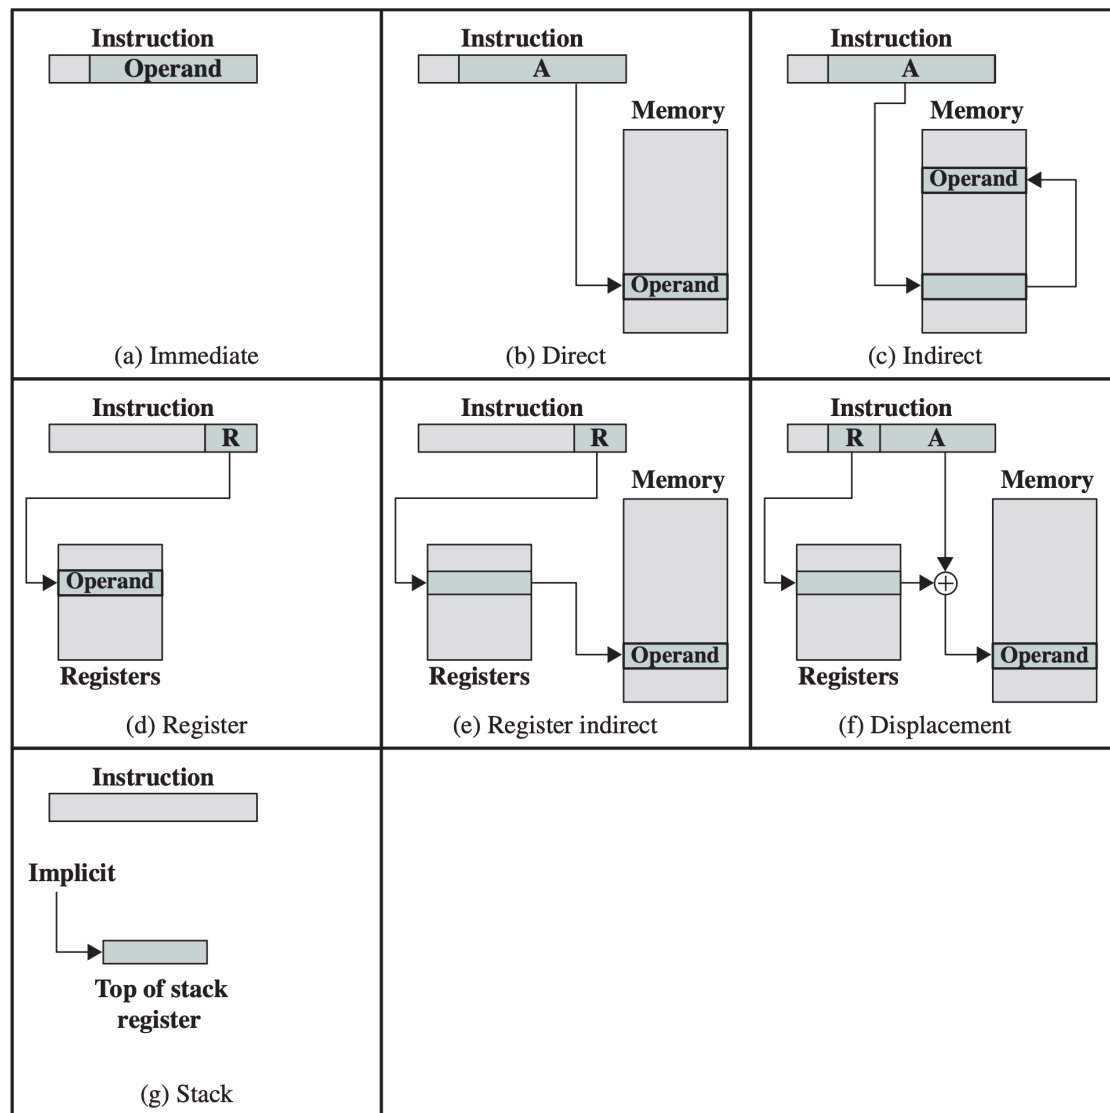 Instruction
Operand
(a) Immediate
Instruction
A
Memory
Operand
(b) Direct
Instruction
A
Memory
Operand
(c) Indirect
Instruction
R
Operand
Registers
(d) Register
Instruction
R
Memory
Operand
Registers
(e) Register indirect
Instruction
R A
Memory
Operand
Registers
(f) Displacement
Instruction
Implicit
Top of stack
register
(g) Stack